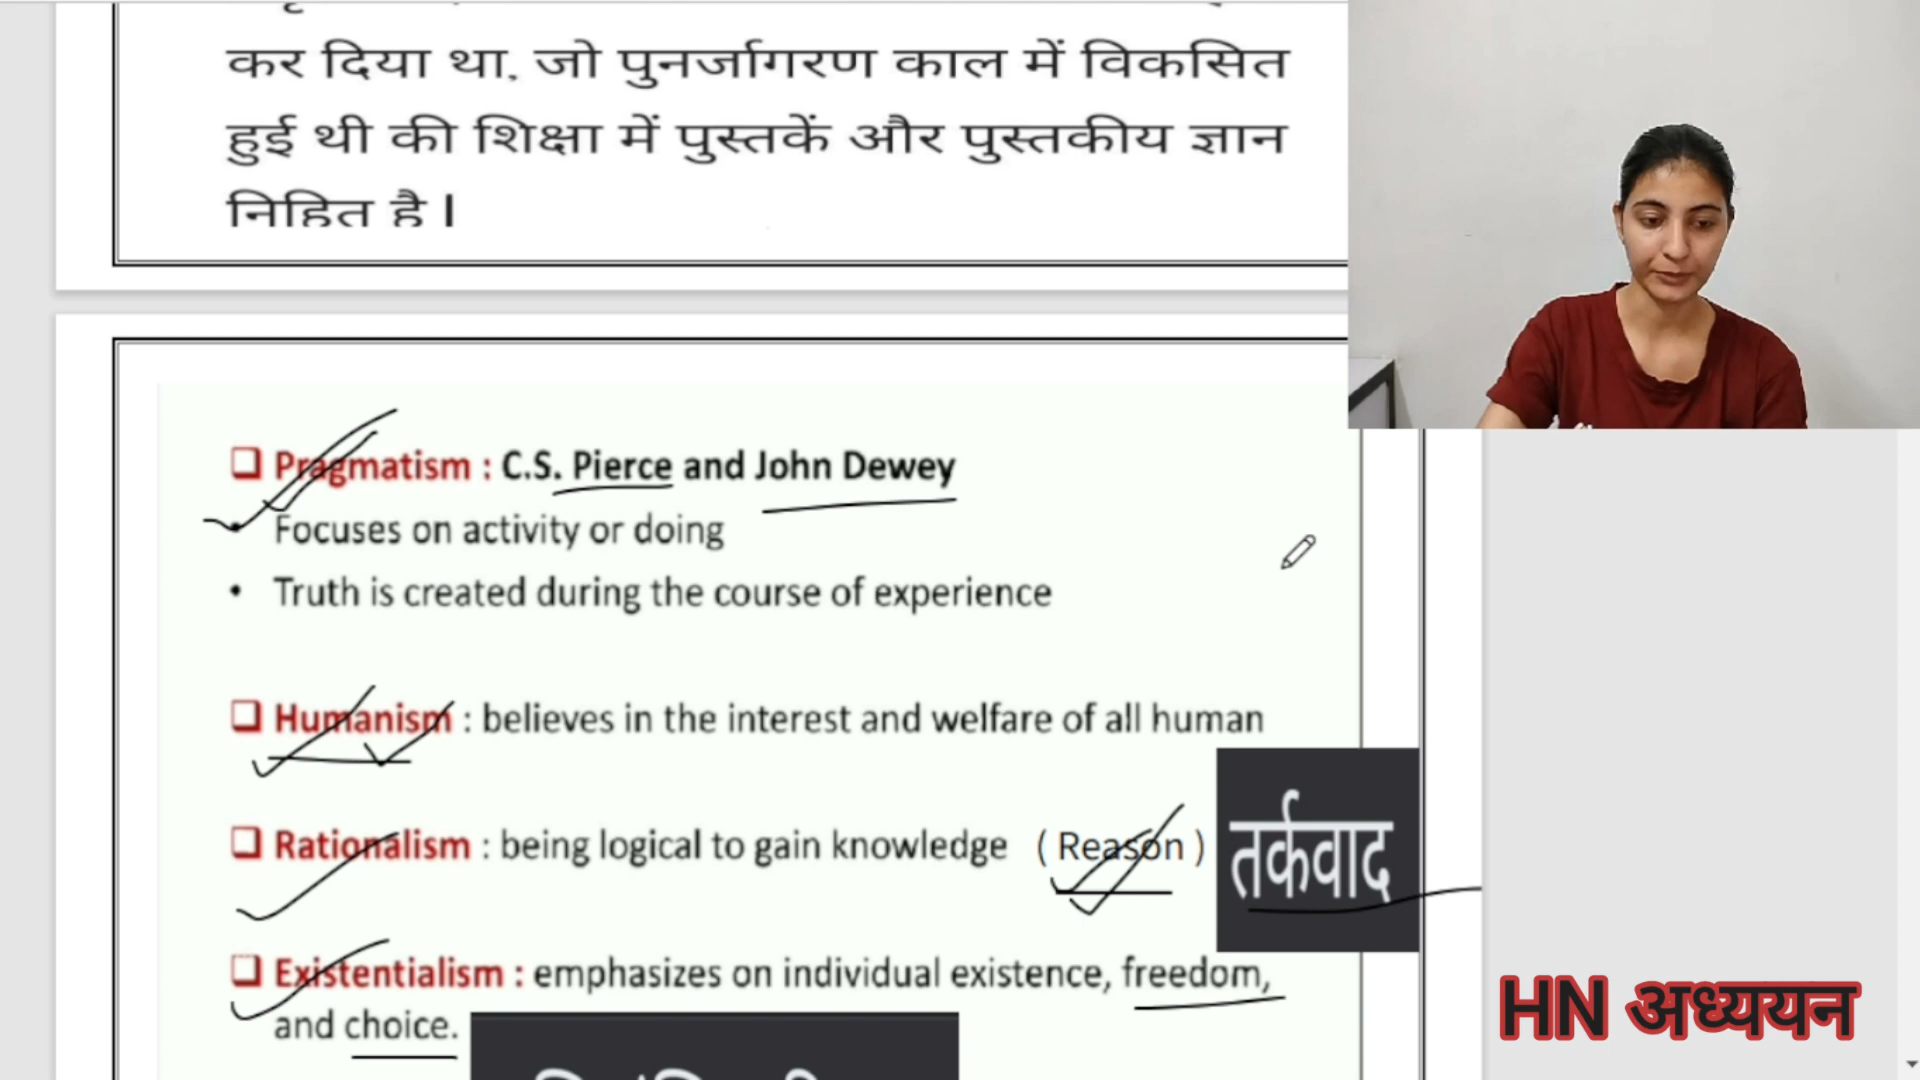 कर दिया था, जो पुनर्जागरण काल में विकसित
हुई थी की शिक्षा में पुस्तकें और पुस्तकीय ज्ञान
निहित है ।
Pragmatism : C.S. Pierce and John Dewey
• Focuses on activity or doing
• Truth is created during the course of experience
Humanism : believes in the interest and welfare of all human
Rationalism : being logical to gain knowledge ( Reason )
तर्कवाद
Existentialism : emphasizes on individual existence, freedom,
and choice.
HN अध्ययन